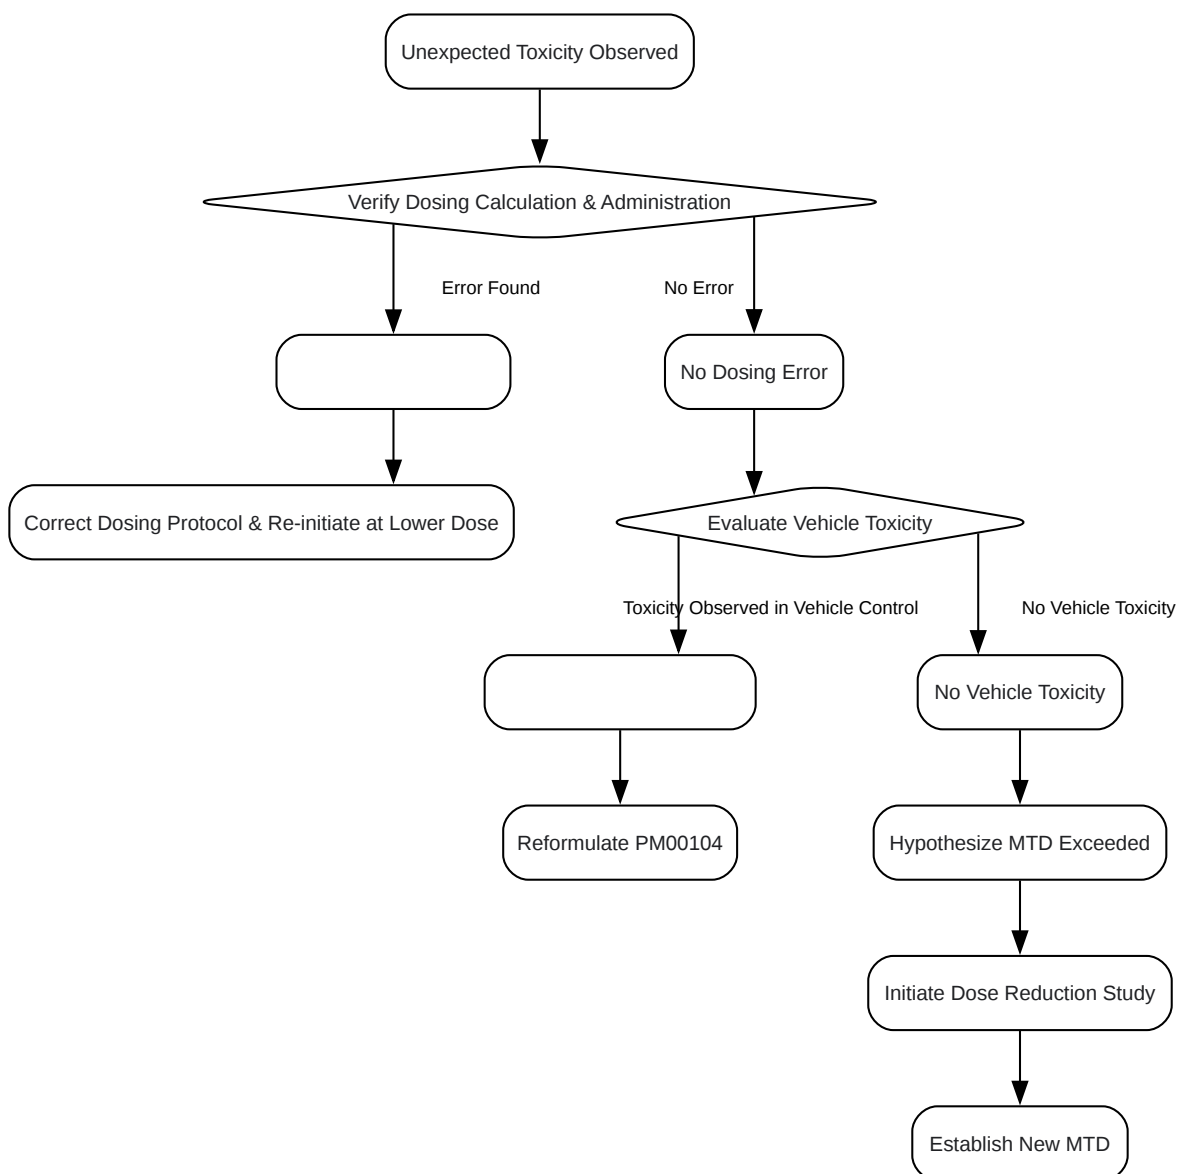 Unexpected Toxicity Observed
Verify Dosing Calculation & Administration
Error Found
No Error
No Dosing Error
Correct Dosing Protocol & Re-initiate at Lower Dose
Evaluate Vehicle Toxicity
Toxicity Observed in Vehicle Control
No Vehicle Toxicity
No Vehicle Toxicity
Reformulate PM00104
Hypothesize MTD Exceeded
Initiate Dose Reduction Study
Establish New MTD